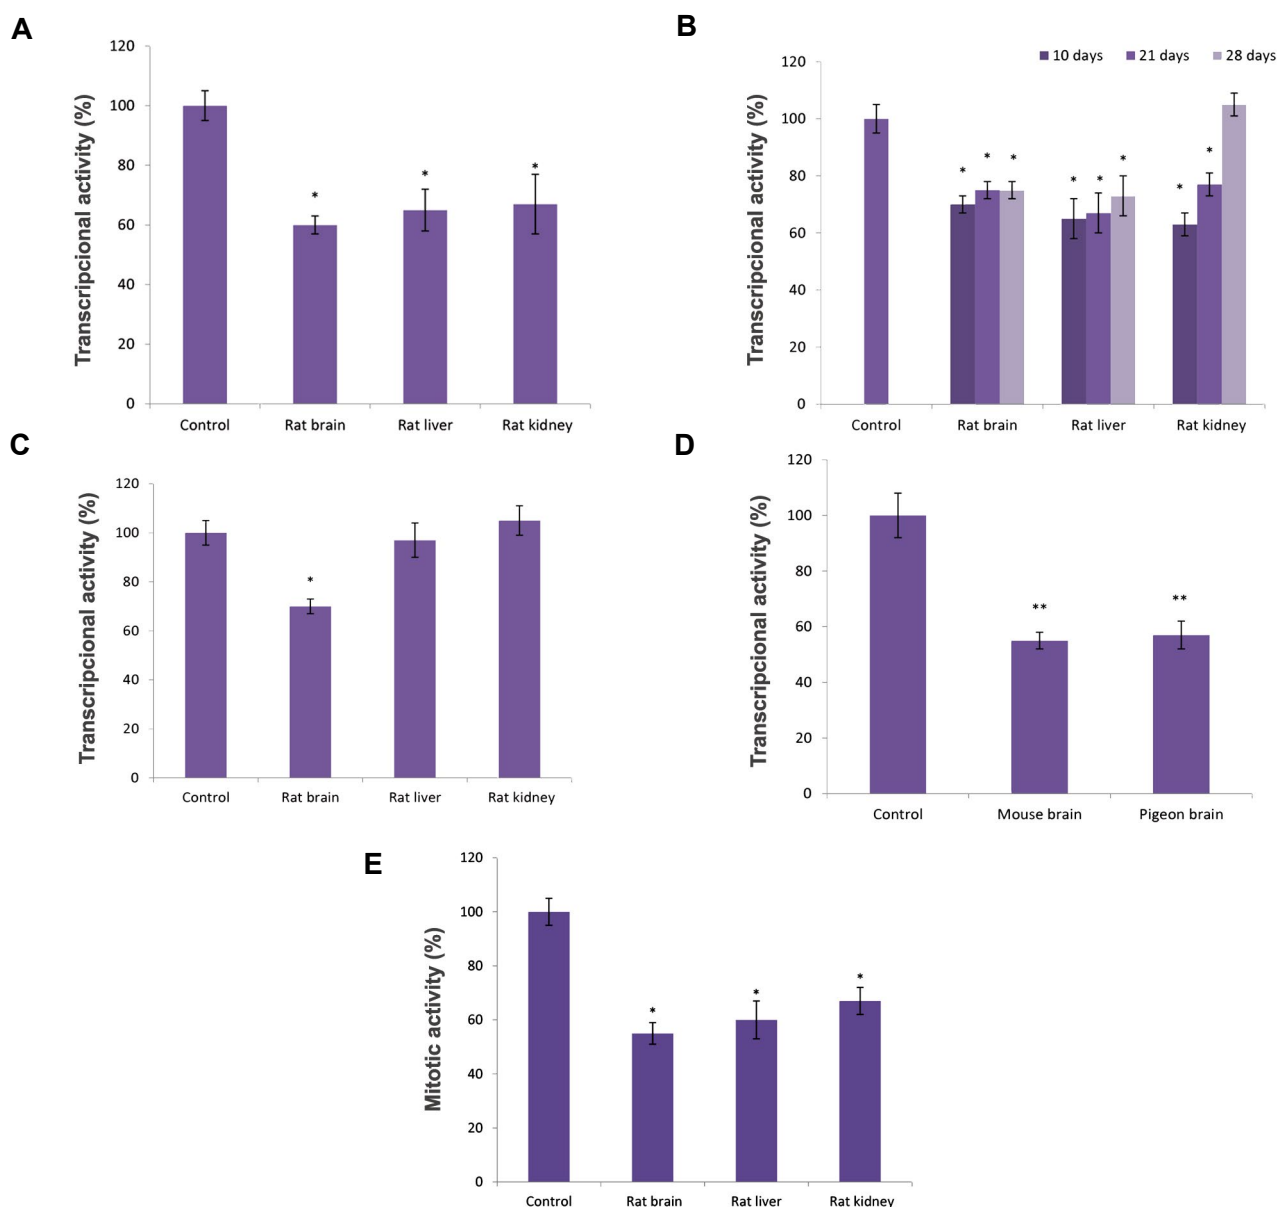 A
Transcripcional activity (%)
120
100
80
60
40
20
0
*
*
*
Control
Rat brain
Rat liver
Rat kidney
B
10 days
21 days
28 days
Transcripcional activity (%)
120
100
80
60
40
20
0
*
*
*
*
*
*
*
*
Control
Rat brain
Rat liver
Rat kidney
C
Transcripcional activity (%)
120
100
80
60
40
20
0
*
Control
Rat brain
Rat liver
Rat kidney
D
Transcripcional activity (%)
120
100
80
60
40
20
0
**
**
Control
Mouse brain
Pigeon brain
E
Mitotic activity (%)
120
100
80
60
40
20
0
*
*
*
Control
Rat brain
Rat liver
Rat kidney